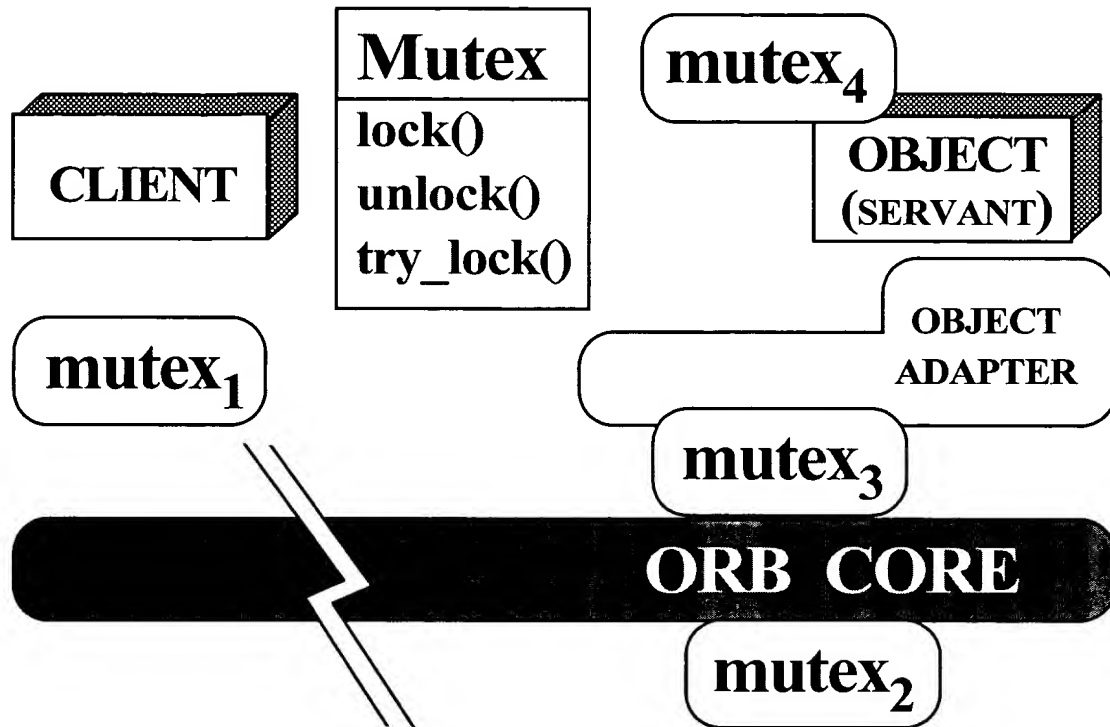 CLIENT
Mutex
lock()
unlock()
try_lock()
mutex4
OBJECT
(SERVANT)
OBJECT
ADAPTER
mutex1
mutex3
ORB CORE
mutex2